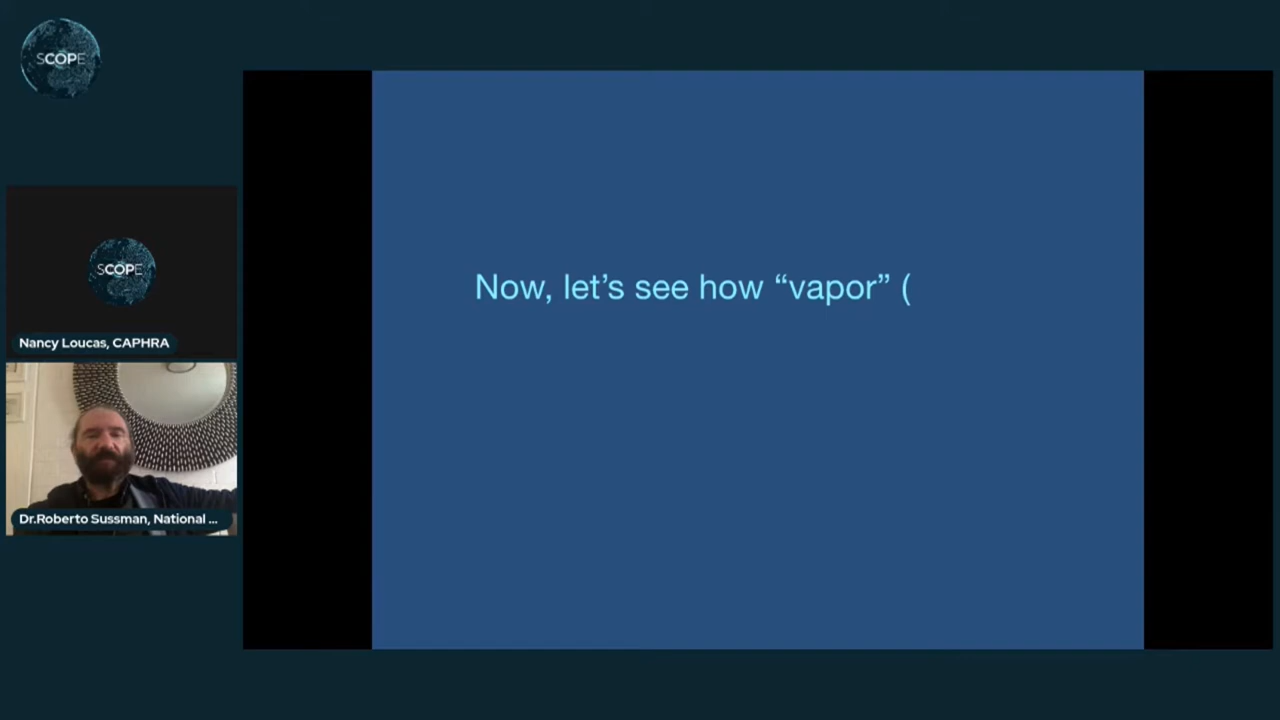 SCOPE
SCOPE
Nancy Loucas, CAPHRA
Dr.Roberto Sussman, National ...
Now, let’s see how “vapor” (